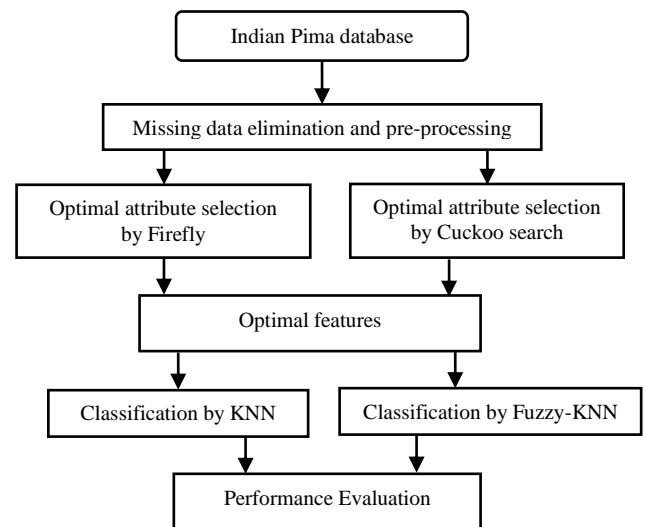 Indian Pima database
Missing data elimination and pre-processing
Optimal attribute selection
by Firefly
Optimal attribute selection
by Cuckoo search
Optimal features
Classification by KNN
Classification by Fuzzy-KNN
Performance Evaluation